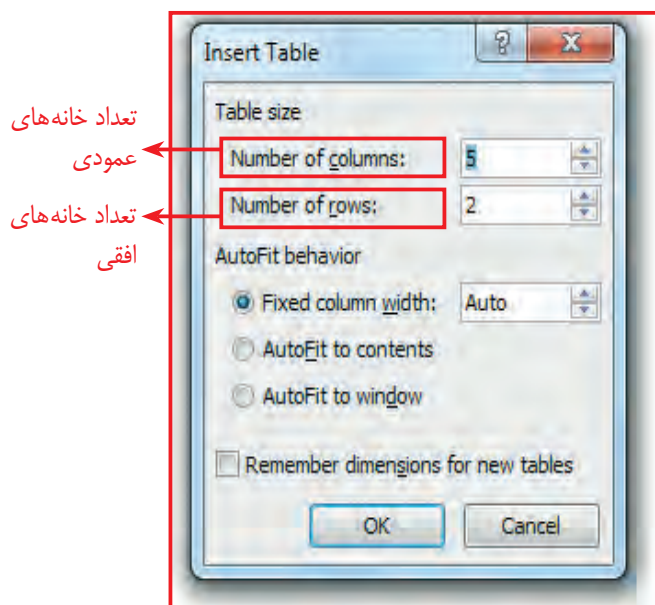 Insert Table
Table size
تعداد خانه‌های
عمودی
Number of columns: 5
تعداد خانه‌های
افقی
Number of rows: 2
AutoFit behavior
Fixed column width: Auto
AutoFit to contents
AutoFit to window
Remember dimensions for new tables
OK Cancel